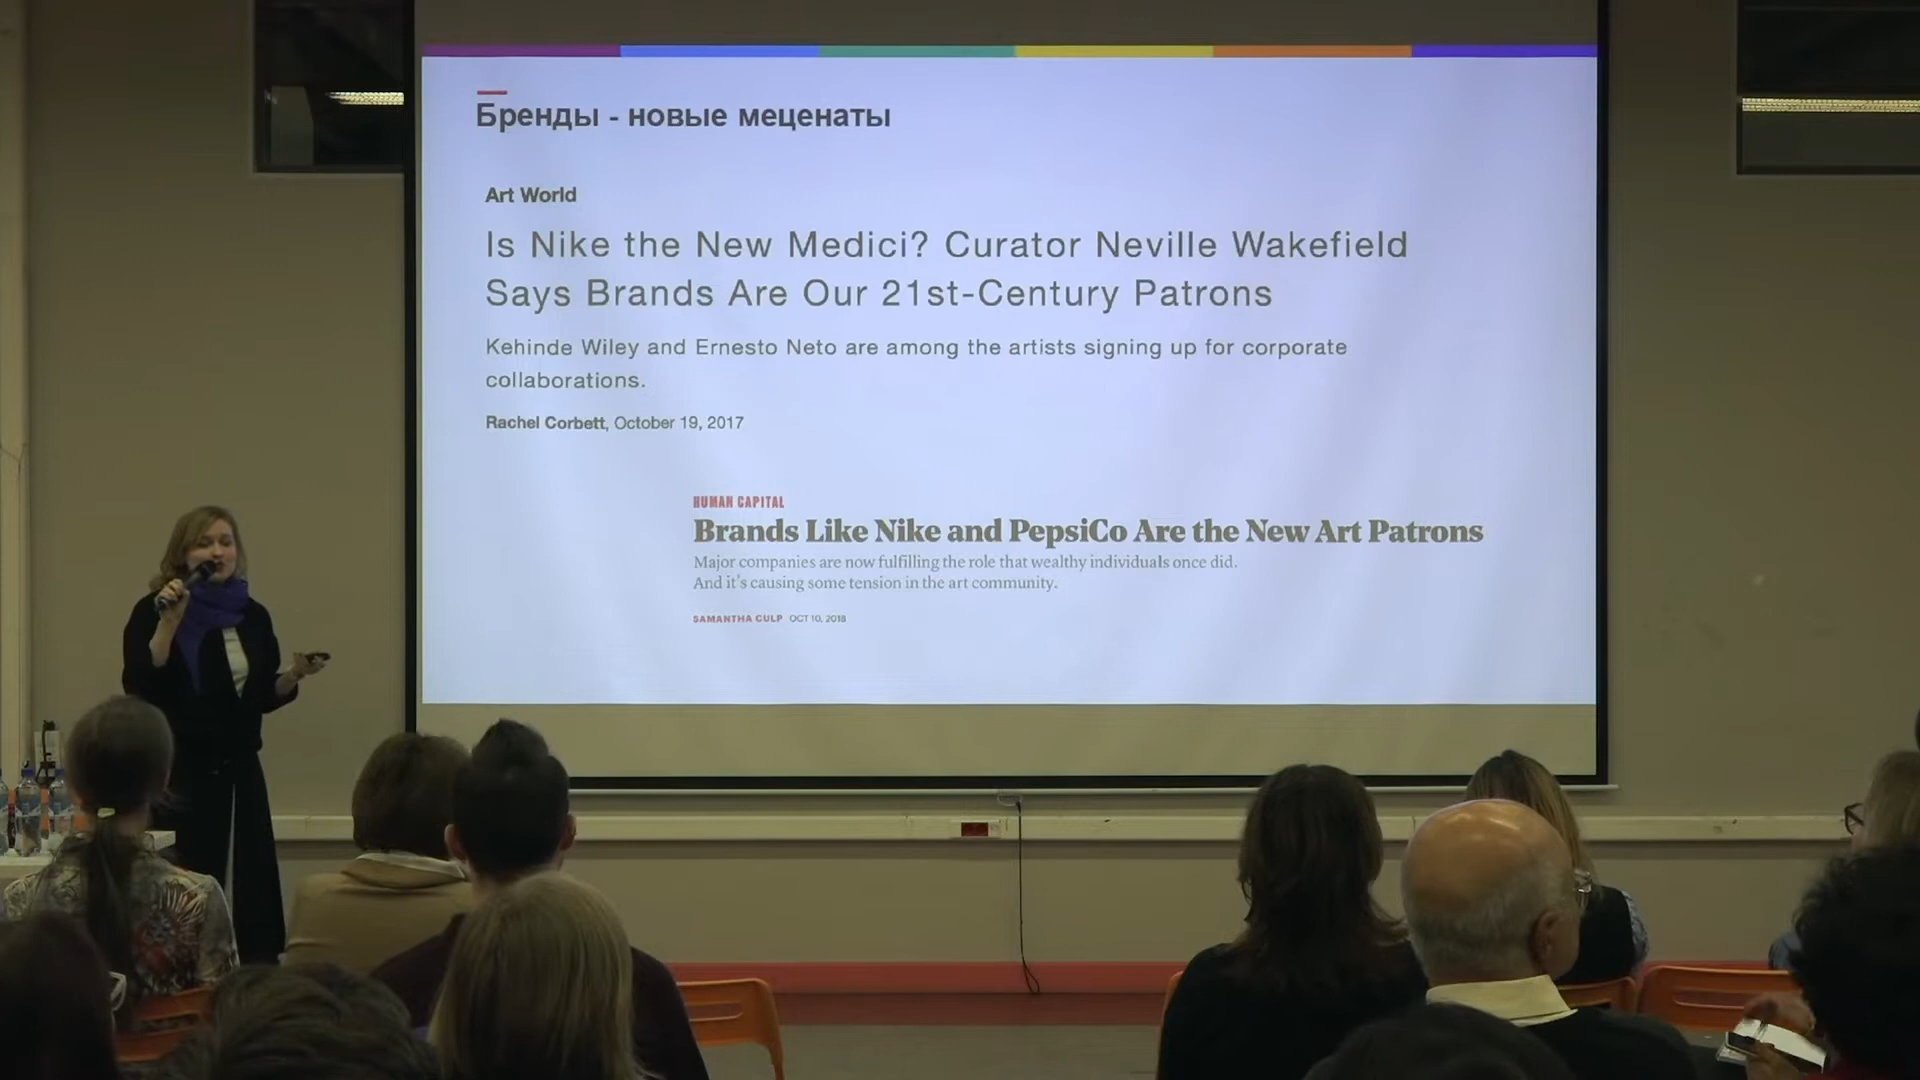 Бренды - новые меценаты
Art World
Is Nike the New Medici? Curator Neville Wakefield
Says Brands Are Our 21st-Century Patrons
Kehinde Wiley and Ernesto Neto are among the artists signing up for corporate
collaborations.
Rachel Corbett, October 19, 2017
HUMAN CAPITAL
Brands Like Nike and PepsiCo Are the New Art Patrons
Major companies are now fulfilling the role that wealthy individuals once did.
And it's causing some tension in the art community.
SAMANTHA CULP OCT 10, 2018